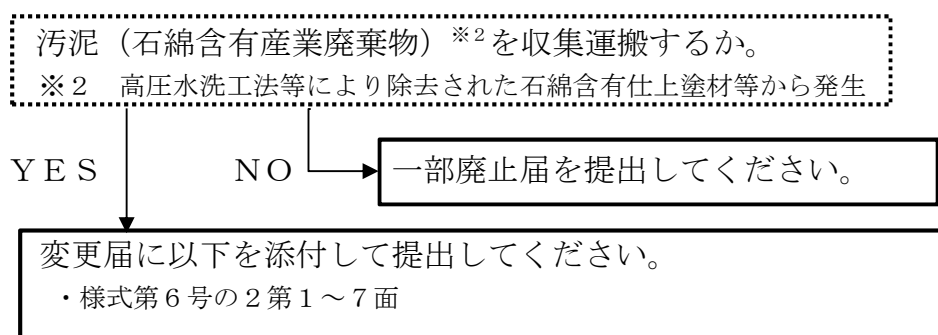 汚泥（石綿含有産業廃棄物）※２を収集運搬するか。
※２　高圧水洗工法等により除去された石綿含有仕上塗材等から発生
ＹＥＳ
ＮＯ
一部廃止届を提出してください。
変更届に以下を添付して提出してください。
・様式第６号の２第１～７面